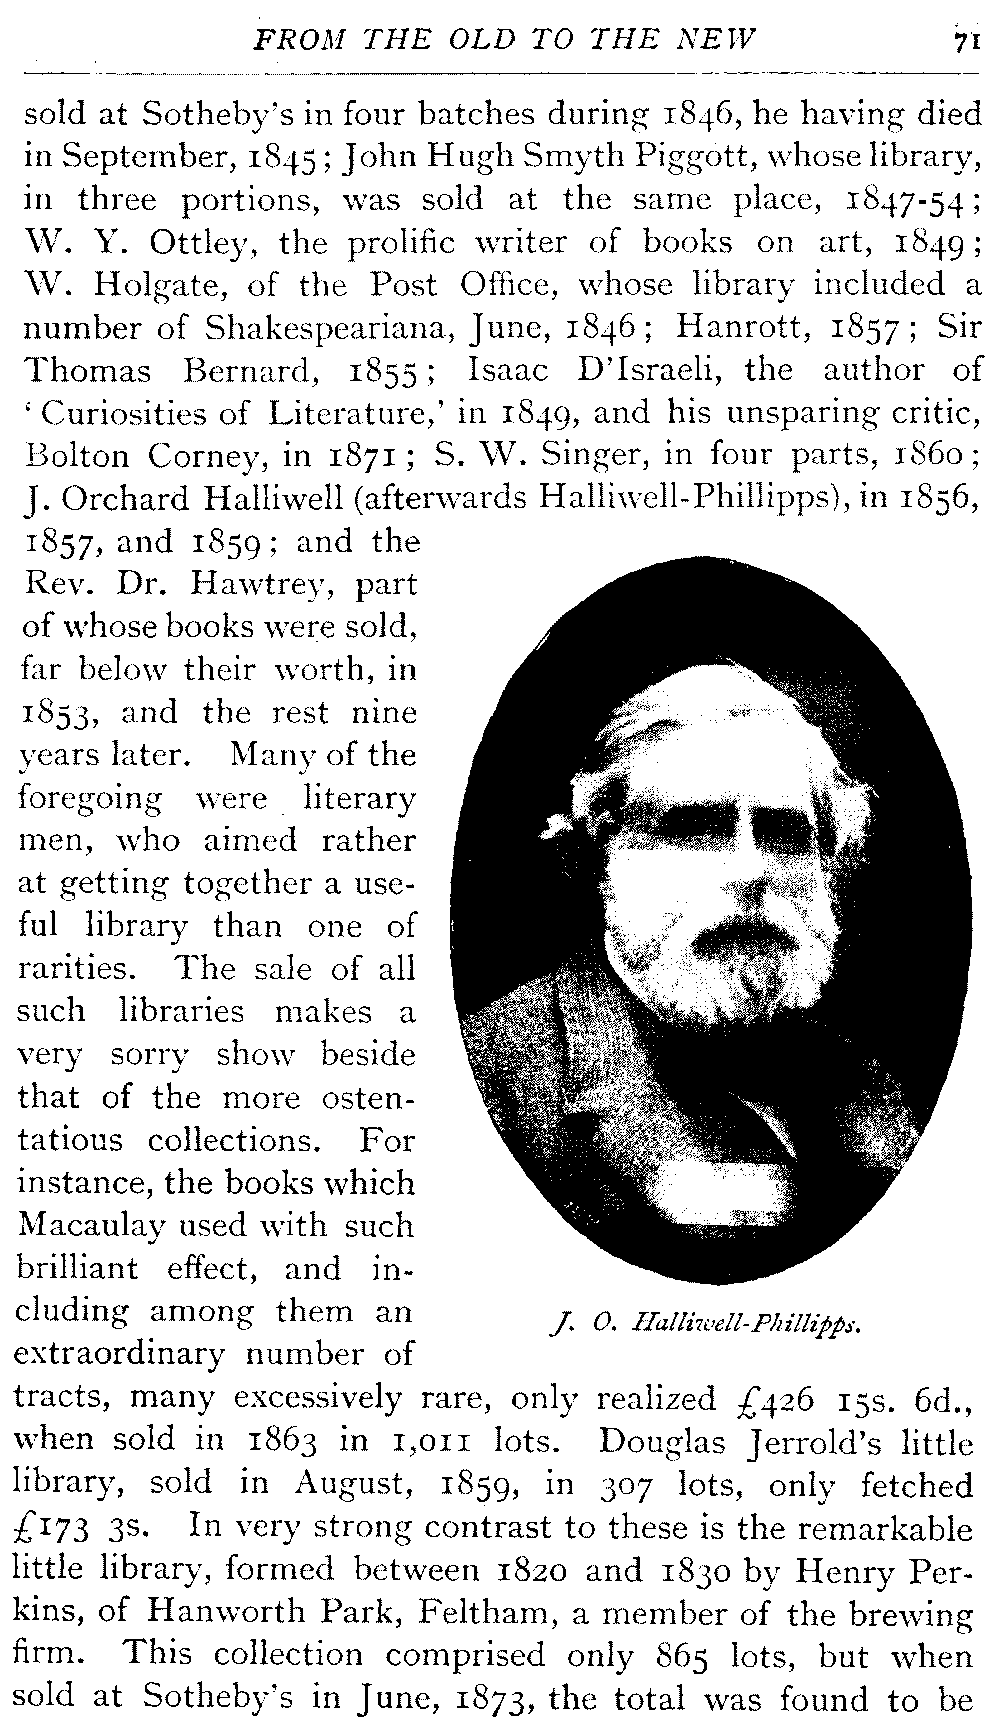 FROM THE OLD TO THE NEW 71
sold at Sotheby's in four batches during 1846, he having died
in September, 1845; John Hugh Smyth Piggott, whose library,
in three portions, was sold at the same place, 1847-54;
W. Y. Ottley, the prolific writer of books on art, 1849;
W. Holgate, of the Post Office, whose library included a
number of Shakespeariana, June, 1846; Hanrott, 1857; Sir
Thomas Bernard, 1855; Isaac D'Israeli, the author of
'Curiosities of Literature,' in 1849, and his unsparing critic,
Bolton Corney, in 1871; S. W. Singer, in four parts, 1860;
J. Orchard Halliwell (afterwards Halliwell-Phillipps), in 1856,
1857, and 1859; and the
Rev. Dr. Hawtrey, part
of whose books were sold,
far below their worth, in
1853, and the rest nine
years later. Many of the
foregoing were literary
men, who aimed rather
at getting together a use-
ful library than one of
rarities. The sale of all
such libraries makes a
very sorry show beside
that of the more osten-
tatious collections. For
instance, the books which
Macaulay used with such
brilliant effect, and in-
cluding among them an
extraordinary number of
J. O. Halliwell-Phillipps.
tracts, many excessively rare, only realized £426 15s. 6d.,
when sold in 1863 in 1,011 lots. Douglas Jerrold's little
library, sold in August, 1859, in 307 lots, only fetched
£173 3s. In very strong contrast to these is the remarkable
little library, formed between 1820 and 1830 by Henry Per-
kins, of Hanworth Park, Feltham, a member of the brewing
firm. This collection comprised only 865 lots, but when
sold at Sotheby's in June, 1873, the total was found to be